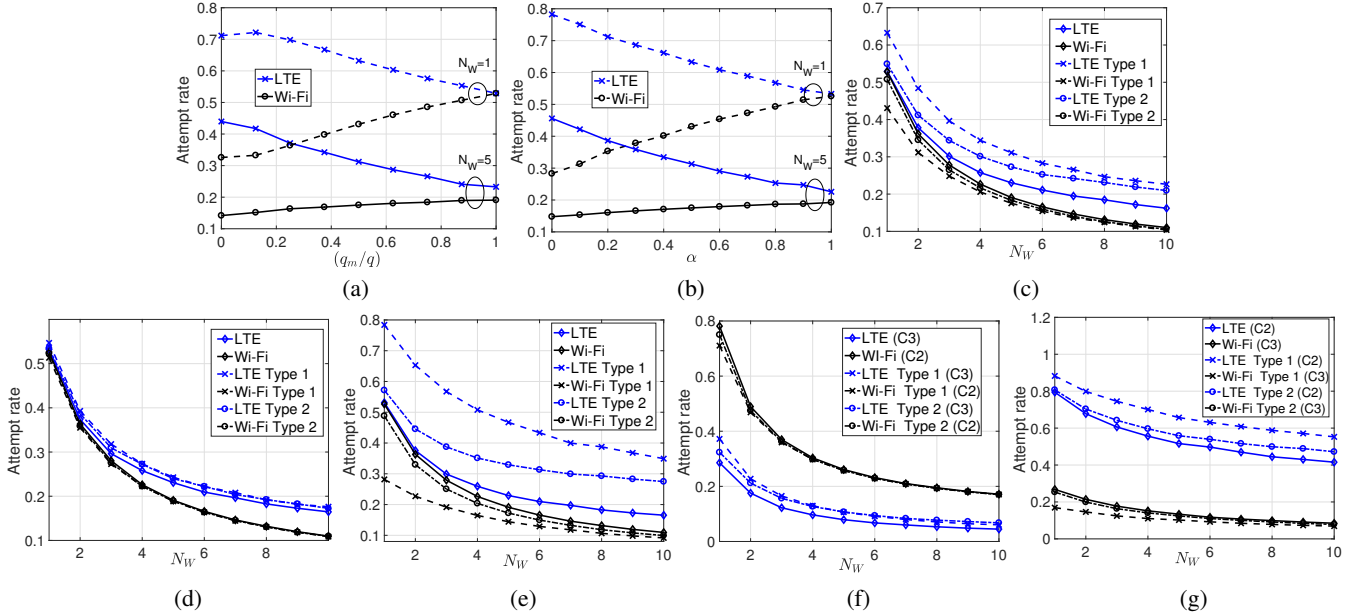 0.8
0.7
0.6
0.5
0.4
0.3
0.2
0.1
Attempt rate
N_W=1
LTE
Wi-Fi
N_W=5
0 0.2 0.4 0.6 0.8 1
(q_m/q)
(a)
0.8
0.7
0.6
0.5
0.4
0.3
0.2
0.1
Attempt rate
N_W=1
LTE
Wi-Fi
N_W=5
0 0.2 0.4 0.6 0.8 1
α
(b)
0.7
0.6
0.5
0.4
0.3
0.2
0.1
Attempt rate
LTE
Wi-Fi
LTE Type 1
Wi-Fi Type 1
LTE Type 2
Wi-Fi Type 2
2 4 6 8 10
N_W
(c)
0.5
0.4
0.3
0.2
0.1
Attempt rate
LTE
Wi-Fi
LTE Type 1
Wi-Fi Type 1
LTE Type 2
Wi-Fi Type 2
2 4 6 8
N_W
(d)
0.8
0.7
0.6
0.5
0.4
0.3
0.2
0.1
Attempt rate
LTE
Wi-Fi
LTE Type 1
Wi-Fi Type 1
LTE Type 2
Wi-Fi Type 2
2 4 6 8 10
N_W
(e)
0.8
0.6
0.4
0.2
0
Attempt rate
LTE (C3)
WI-Fi (C2)
LTE Type 1 (C3)
Wi-Fi Type 1 (C2)
LTE Type 2 (C3)
Wi-Fi Type 2 (C2)
2 4 6 8 10
N_W
(f)
1.2
1
0.8
0.6
0.4
0.2
0
Attempt rate
LTE (C2)
Wi-Fi (C3)
LTE Type 1 (C2)
Wi-Fi Type 1 (C3)
LTE Type 2 (C2)
Wi-Fi Type 2 (C3)
2 4 6 8 10
N_W
(g)